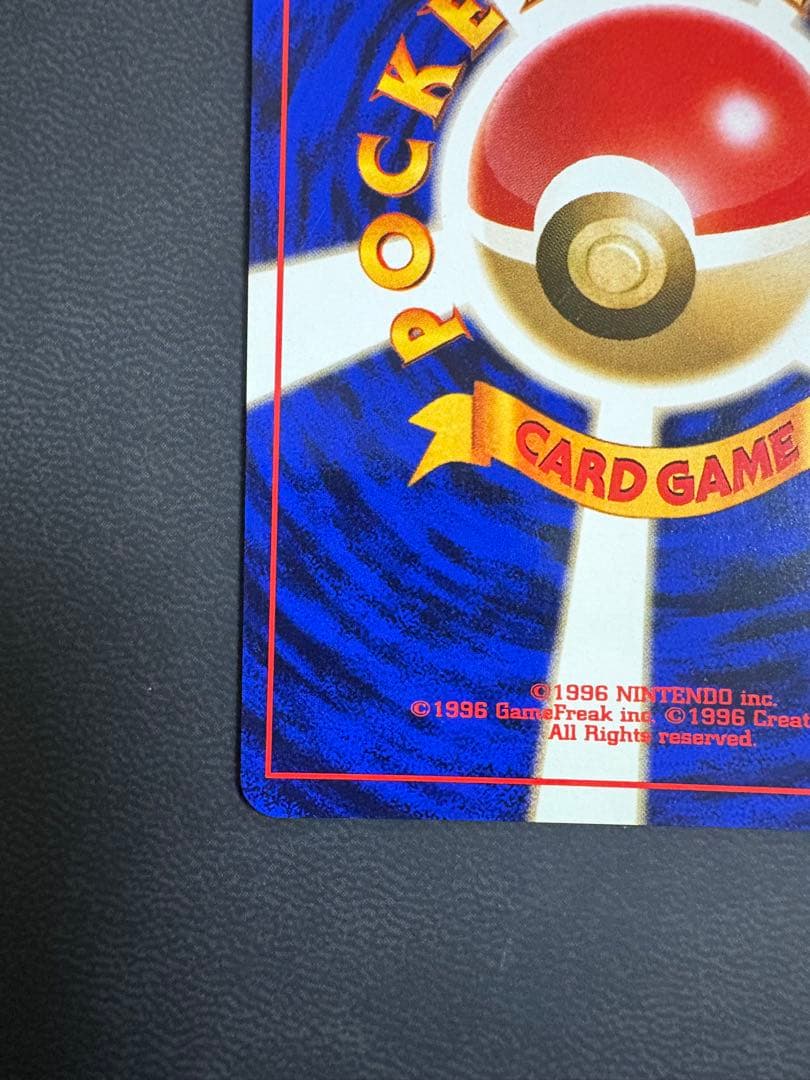 POCKE
CARD GAME
©1996 NINTENDO inc.
©1996 GameFreak inc. ©1996 Creat
All Rights reserved.